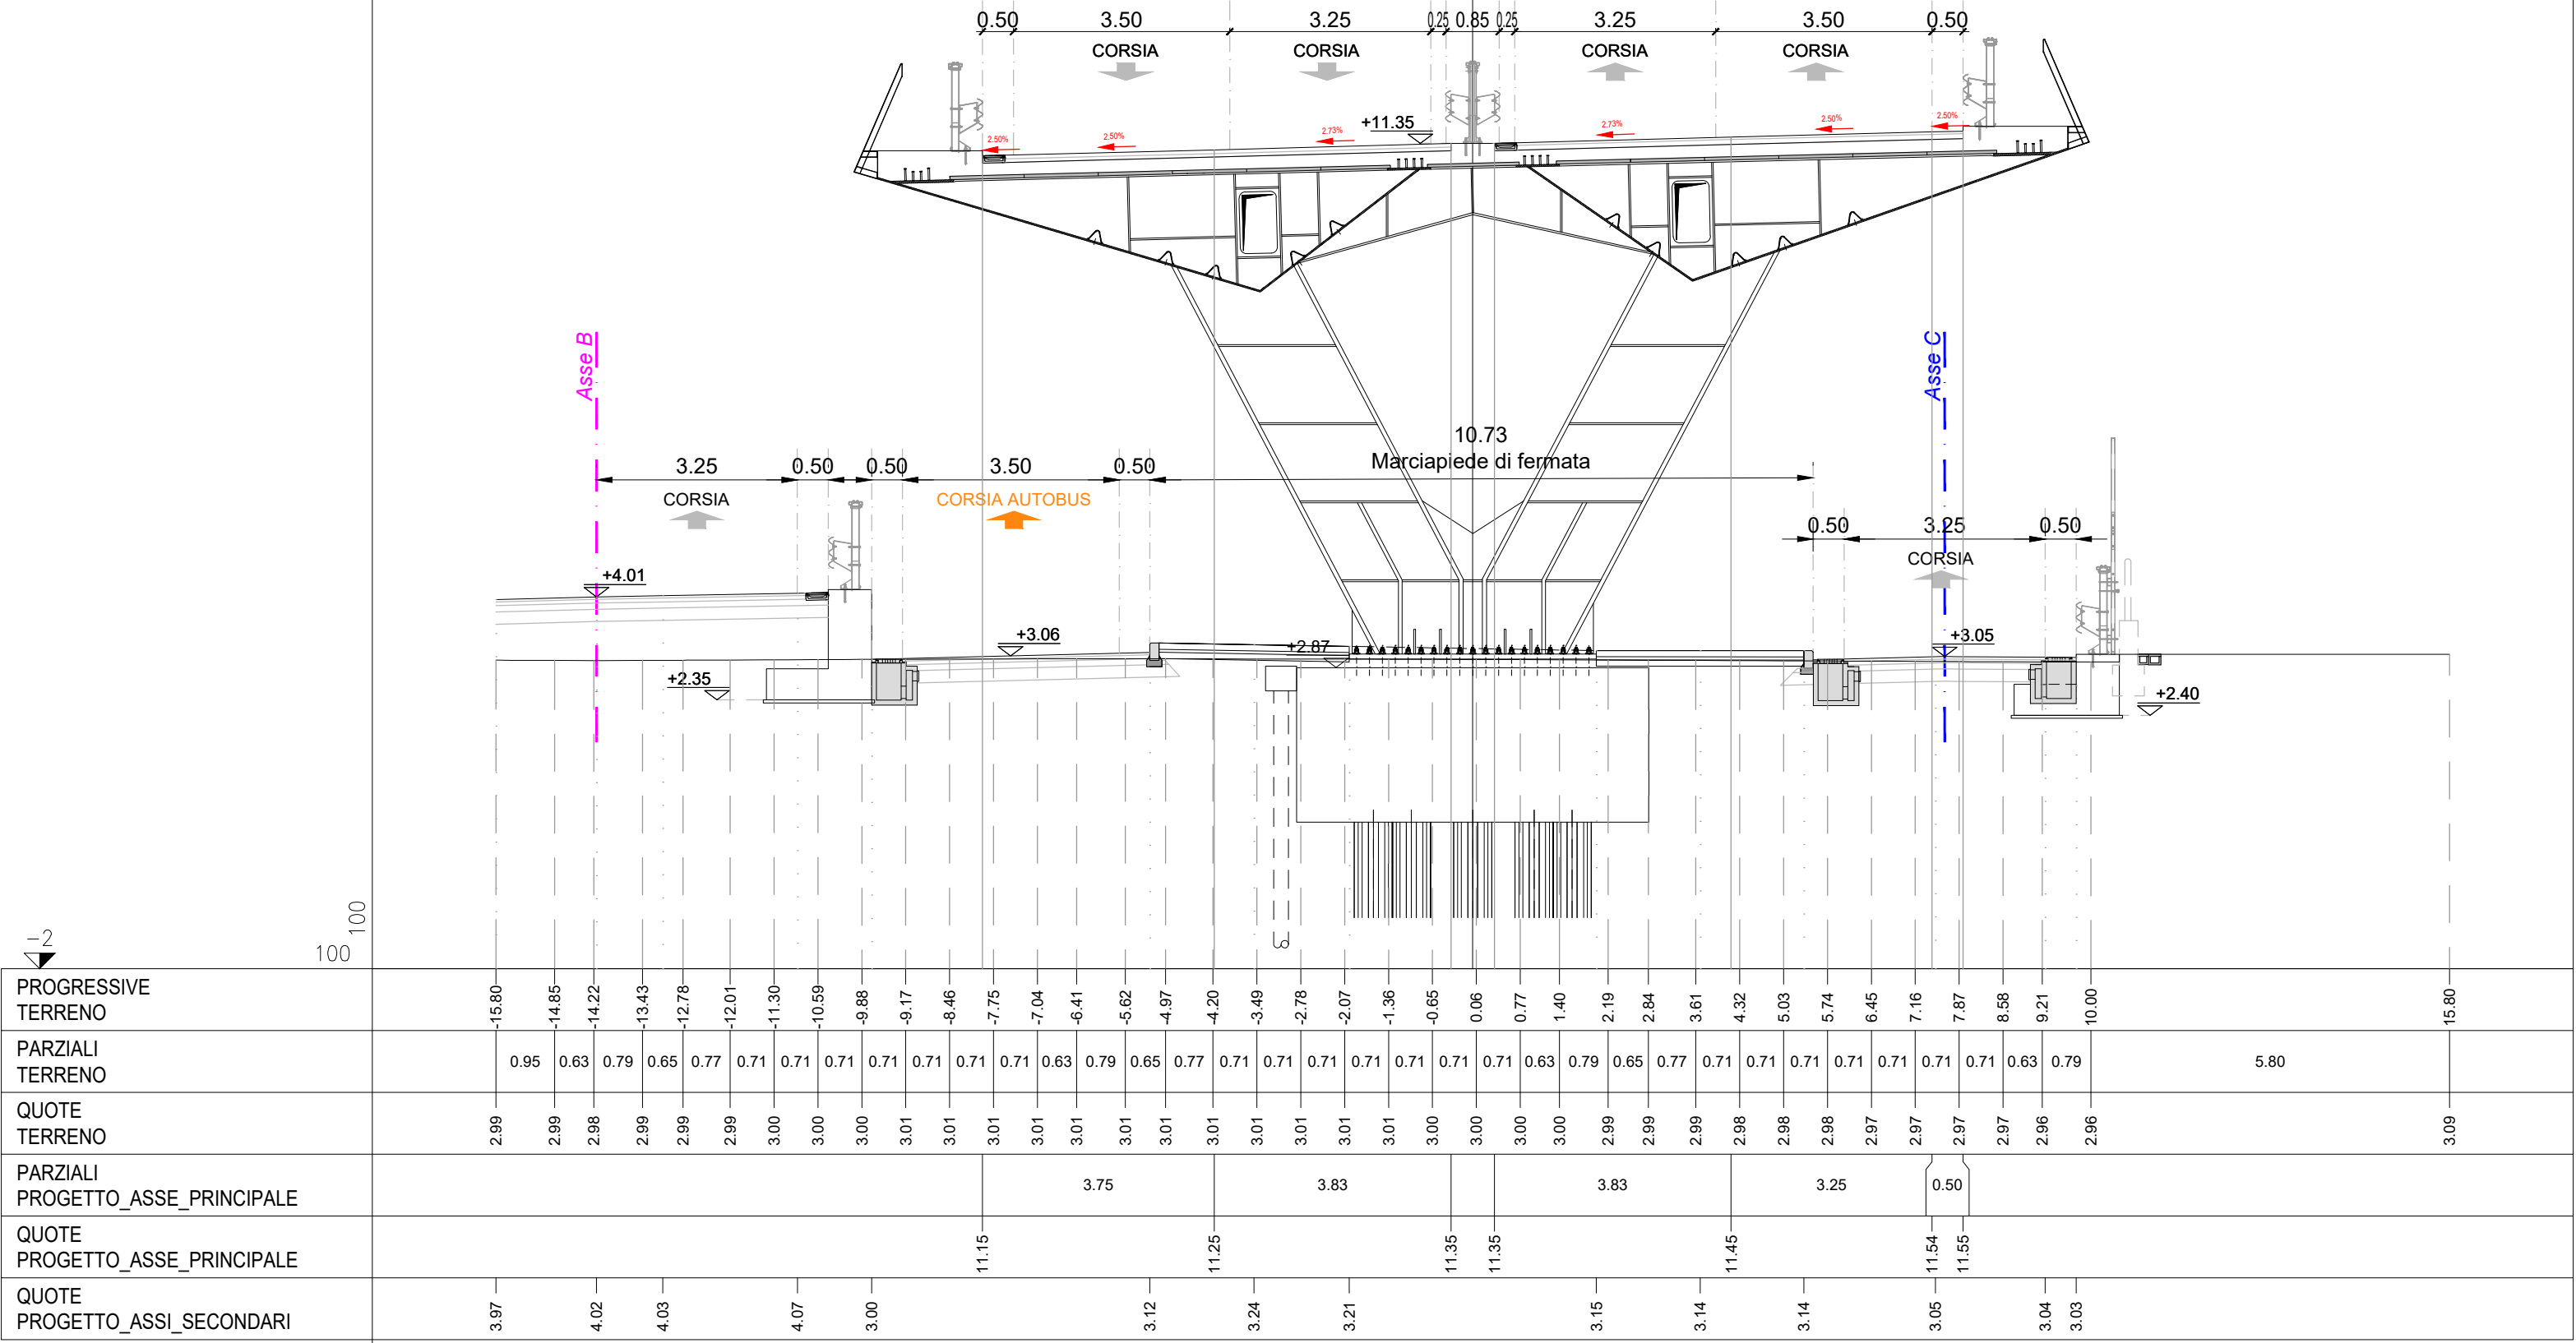 0.50 3.50 3.25 0.25 0.85 0.25 3.25 3.50 0.50
CORSIA CORSIA CORSIA CORSIA
+11.35
2.50% 2.50% 2.73% 2.73% 2.50% 2.50%
Asse B
Asse C
10.73
Marciapiede di fermata
3.25 0.50 0.50 3.50 0.50
CORSIA CORSIA AUTOBUS
0.50 3.25 0.50
CORSIA
+4.01
+3.06
+2.87
+3.05
+2.35
+2.40
100
-2
100
PROGRESSIVE
TERRENO
-15.80 -14.85 -14.22 -13.43 -12.78 -12.01 -11.30 -10.59 -9.88 -9.17 -8.46 -7.75 -7.04 -6.41 -5.62 -4.97 -4.20 -3.49 -2.78 -2.07 -1.36 -0.65 0.06 0.77 1.40 2.19 2.84 3.61 4.32 5.03 5.74 6.45 7.16 7.87 8.58 9.21 10.00 15.80
PARZIALI
TERRENO
0.95 0.63 0.79 0.65 0.77 0.71 0.71 0.71 0.71 0.71 0.71 0.71 0.63 0.79 0.65 0.77 0.71 0.71 0.71 0.71 0.71 0.71 0.71 0.63 0.79 0.65 0.77 0.71 0.71 0.71 0.71 0.71 0.71 0.71 0.63 0.79 5.80
QUOTE
TERRENO
2.99 2.99 2.98 2.99 2.99 2.99 3.00 3.00 3.00 3.01 3.01 3.01 3.01 3.01 3.01 3.01 3.01 3.01 3.01 3.01 3.01 3.00 3.00 3.00 3.00 2.99 2.99 2.99 2.98 2.98 2.98 2.97 2.97 2.97 2.97 2.96 2.96 3.09
PARZIALI
PROGETTO_ASSE_PRINCIPALE
3.75 3.83 3.83 3.25 0.50
QUOTE
PROGETTO_ASSE_PRINCIPALE
11.15 11.25 11.35 11.35 11.45 11.54 11.55
QUOTE
PROGETTO_ASSI_SECONDARI
3.97 4.02 4.03 4.07 3.00 3.12 3.24 3.21 3.15 3.14 3.14 3.05 3.04 3.03